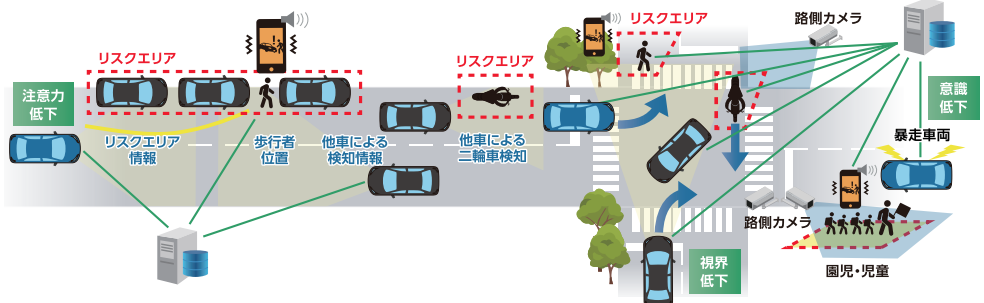 リスクエリア
注意力
低下
リスクエリア
情報
歩行者
位置
他車による
検知情報
リスクエリア
他車による
二輪車検知
リスクエリア
路側カメラ
意識
低下
暴走車両
路側カメラ
視界
低下
園児・児童